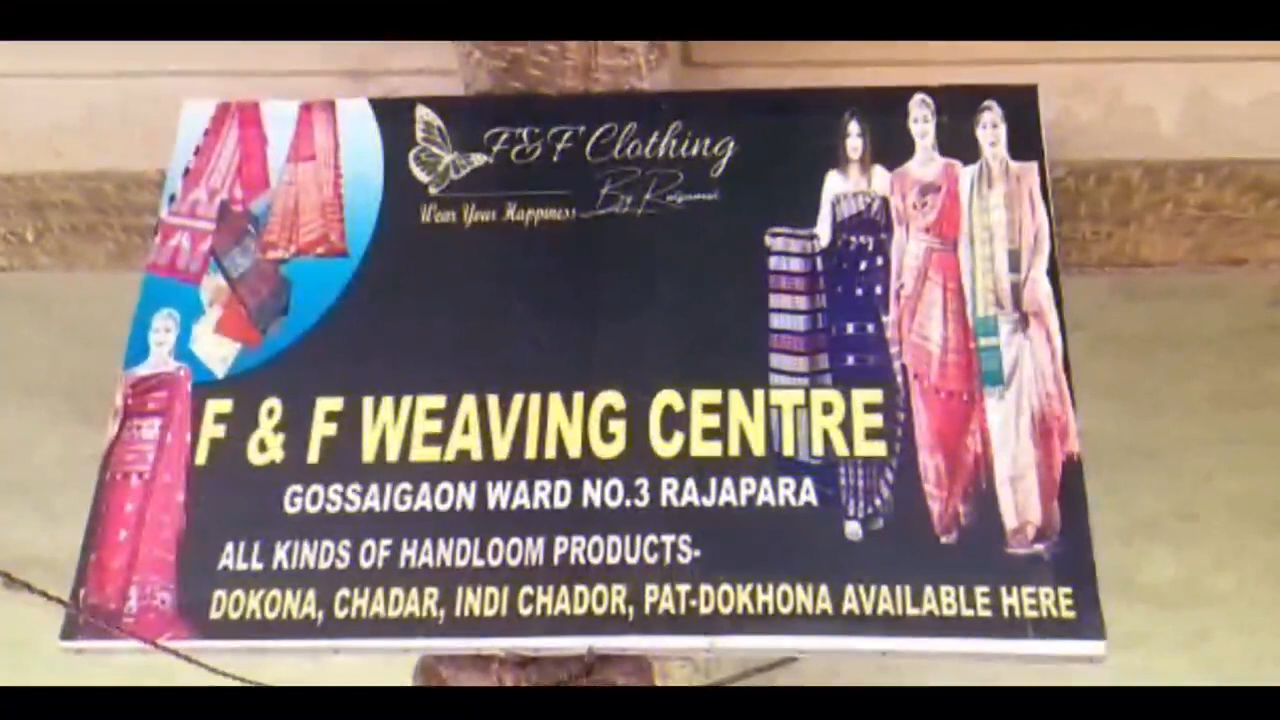 F&F Clothing
By
Wear Your Happiness
F & F WEAVING CENTRE
GOSSAIGAON WARD NO.3 RAJAPARA
ALL KINDS OF HANDLOOM PRODUCTS-
DOKONA, CHADAR, INDI CHADOR, PAT-DOKHONA AVAILABLE HERE